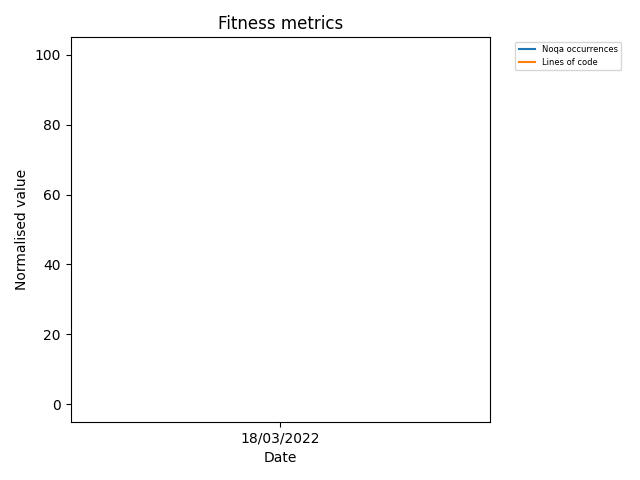 Fitness metrics
Noqa occurrences
Lines of code
100
80
60
40
20
0
Normalised value
18/03/2022
Date